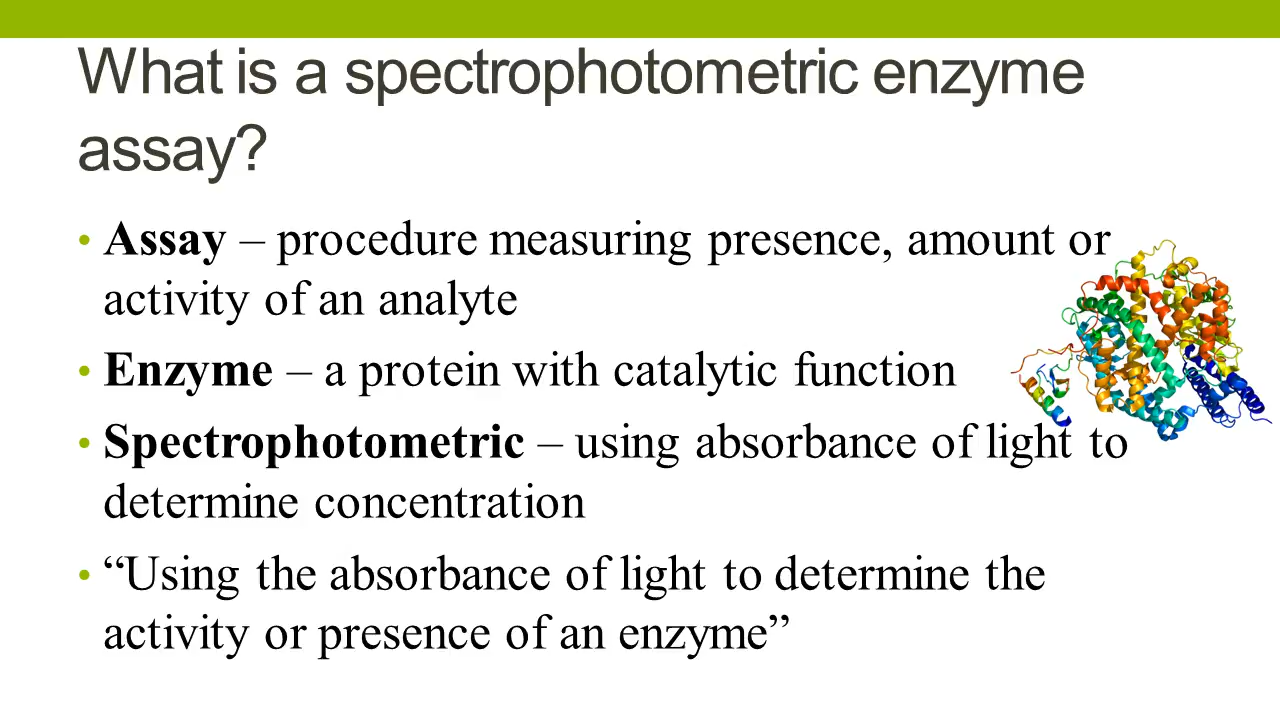 What is a spectrophotometric enzyme
assay?
• Assay – procedure measuring presence, amount or
activity of an analyte
• Enzyme – a protein with catalytic function
• Spectrophotometric – using absorbance of light to
determine concentration
• “Using the absorbance of light to determine the
activity or presence of an enzyme”